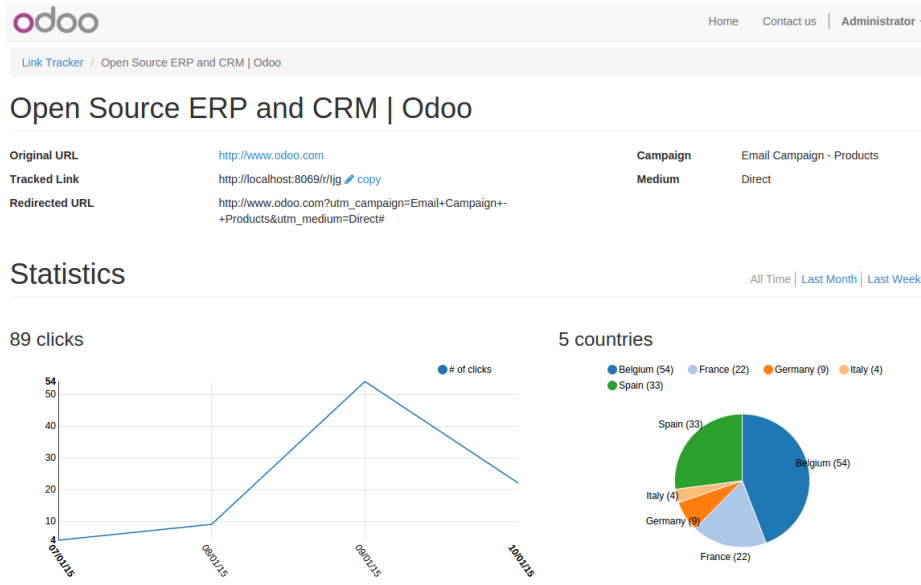 odoo
Home Contact us Administrator
Link Tracker / Open Source ERP and CRM | Odoo
Open Source ERP and CRM | Odoo
Original URL http://www.odoo.com Campaign Email Campaign - Products
Tracked Link http://localhost:8069/r/Ijg copy Medium Direct
Redirected URL http://www.odoo.com?utm_campaign=Email+Campaign+-
+Products&utm_medium=Direct#
Statistics
All Time Last Month Last Week
89 clicks
# of clicks
54
50
40
30
20
10
4
07/01/15 08/01/15 09/01/15 10/01/15
5 countries
Belgium (54) France (22) Germany (9) Italy (4)
Spain (33)
Spain (33)
Belgium (54)
Italy (4)
Germany (9)
France (22)